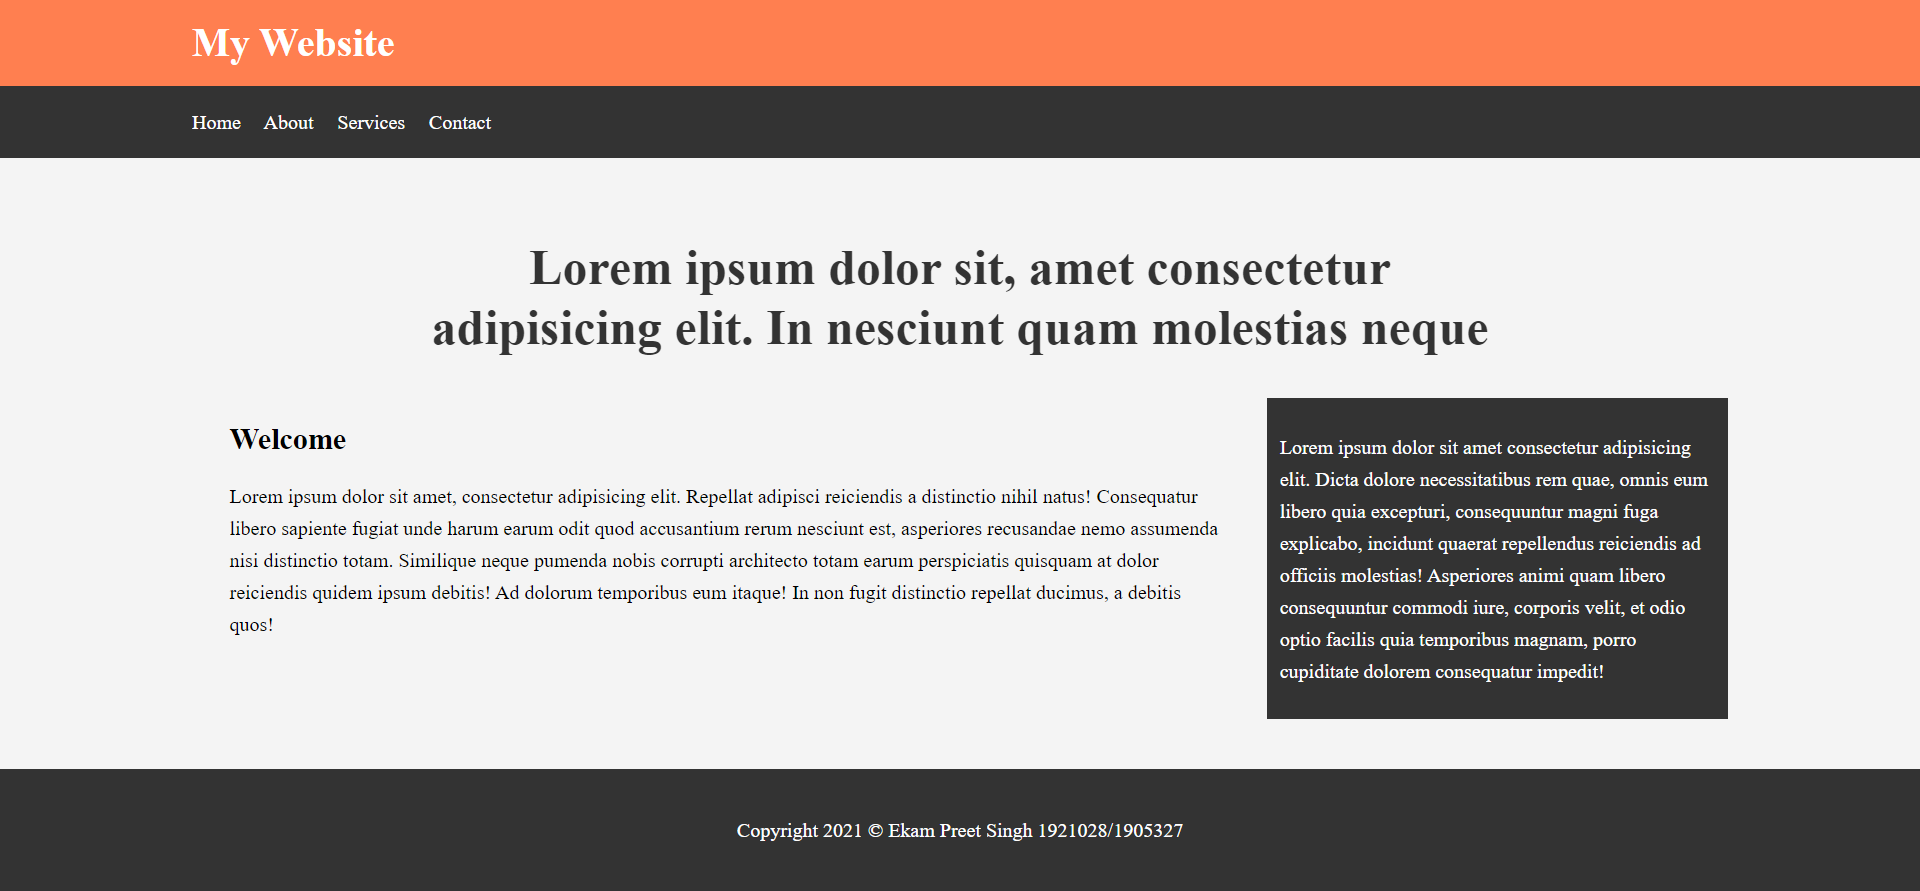 My Website
Home About Services Contact
Lorem ipsum dolor sit, amet consectetur
adipisicing elit. In nesciunt quam molestias neque
Welcome
Lorem ipsum dolor sit amet, consectetur adipisicing elit. Repellat adipisci reiciendis a distinctio nihil natus! Consequatur
libero sapiente fugiat unde harum earum odit quod accusantium rerum nesciunt est, asperiores recusandae nemo assumenda
nisi distinctio totam. Similique neque pumenda nobis corrupti architecto totam earum perspiciatis quisquam at dolor
reiciendis quidem ipsum debitis! Ad dolorum temporibus eum itaque! In non fugit distinctio repellat ducimus, a debitis
quos!
Lorem ipsum dolor sit amet consectetur adipisicing
elit. Dicta dolore necessitatibus rem quae, omnis eum
libero quia excepturi, consequuntur magni fuga
explicabo, incidunt quaerat repellendus reiciendis ad
officiis molestias! Asperiores animi quam libero
consequuntur commodi iure, corporis velit, et odio
optio facilis quia temporibus magnam, porro
cupiditate dolorem consequatur impedit!
Copyright 2021 © Ekam Preet Singh 1921028/1905327